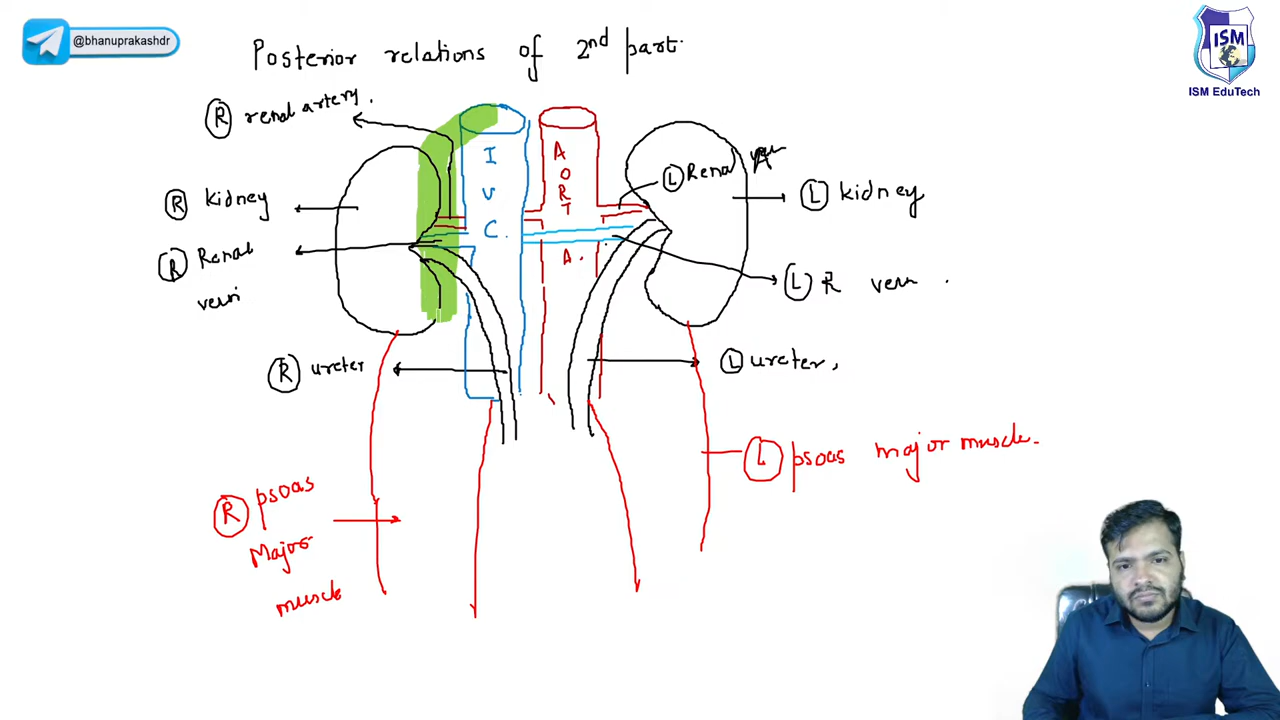 @bhanuprakashdr
ISM
ISM EduTech
Posterior relations of 2nd part.
R renal artery.
R kidney
R Renal
vein
I
V
C.
A
O
R
T
A.
L Renal A
L kidney
L R vein .
R ureter
L ureter,
L psoas major muscle.
R psoas
Major
muscle